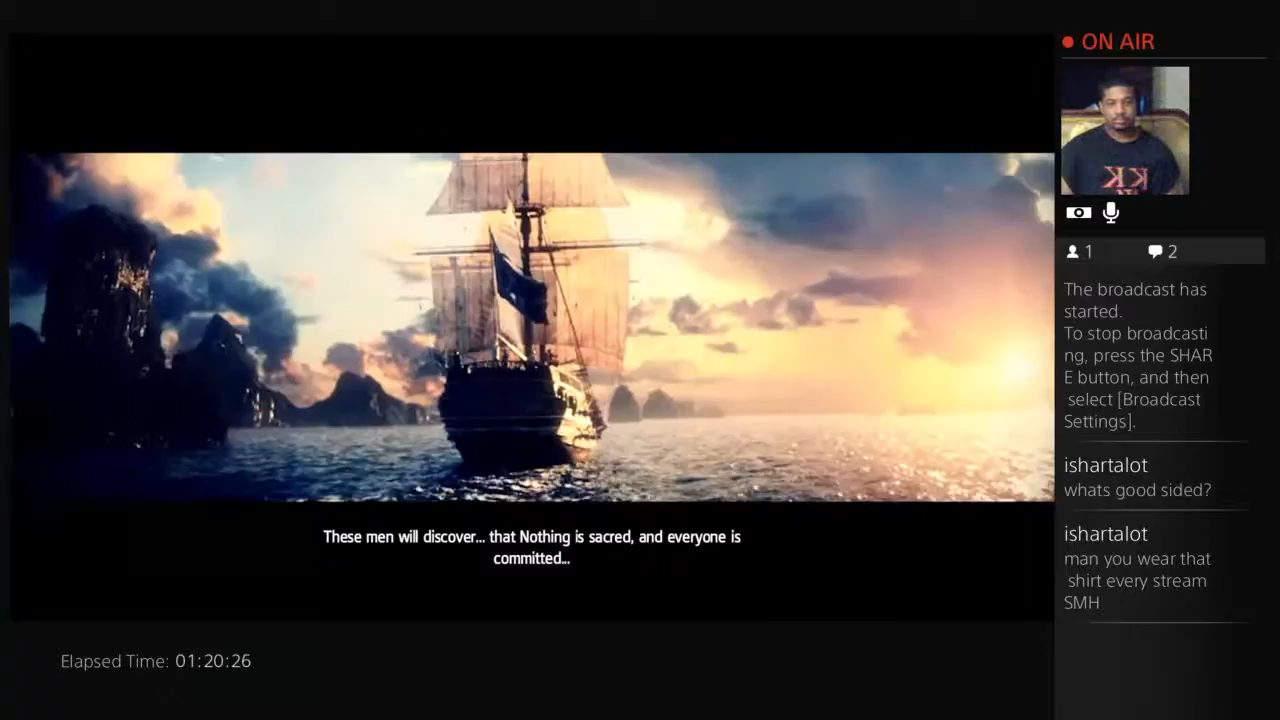 ON AIR
KK
1 2
The broadcast has
started.
To stop broadcasti
ng, press the SHAR
E button, and then
select [Broadcast
Settings].
ishartalot
whats good sided?
ishartalot
man you wear that
shirt every stream
SMH
These men will discover... that Nothing is sacred, and everyone is
committed...
Elapsed Time: 01:20:26